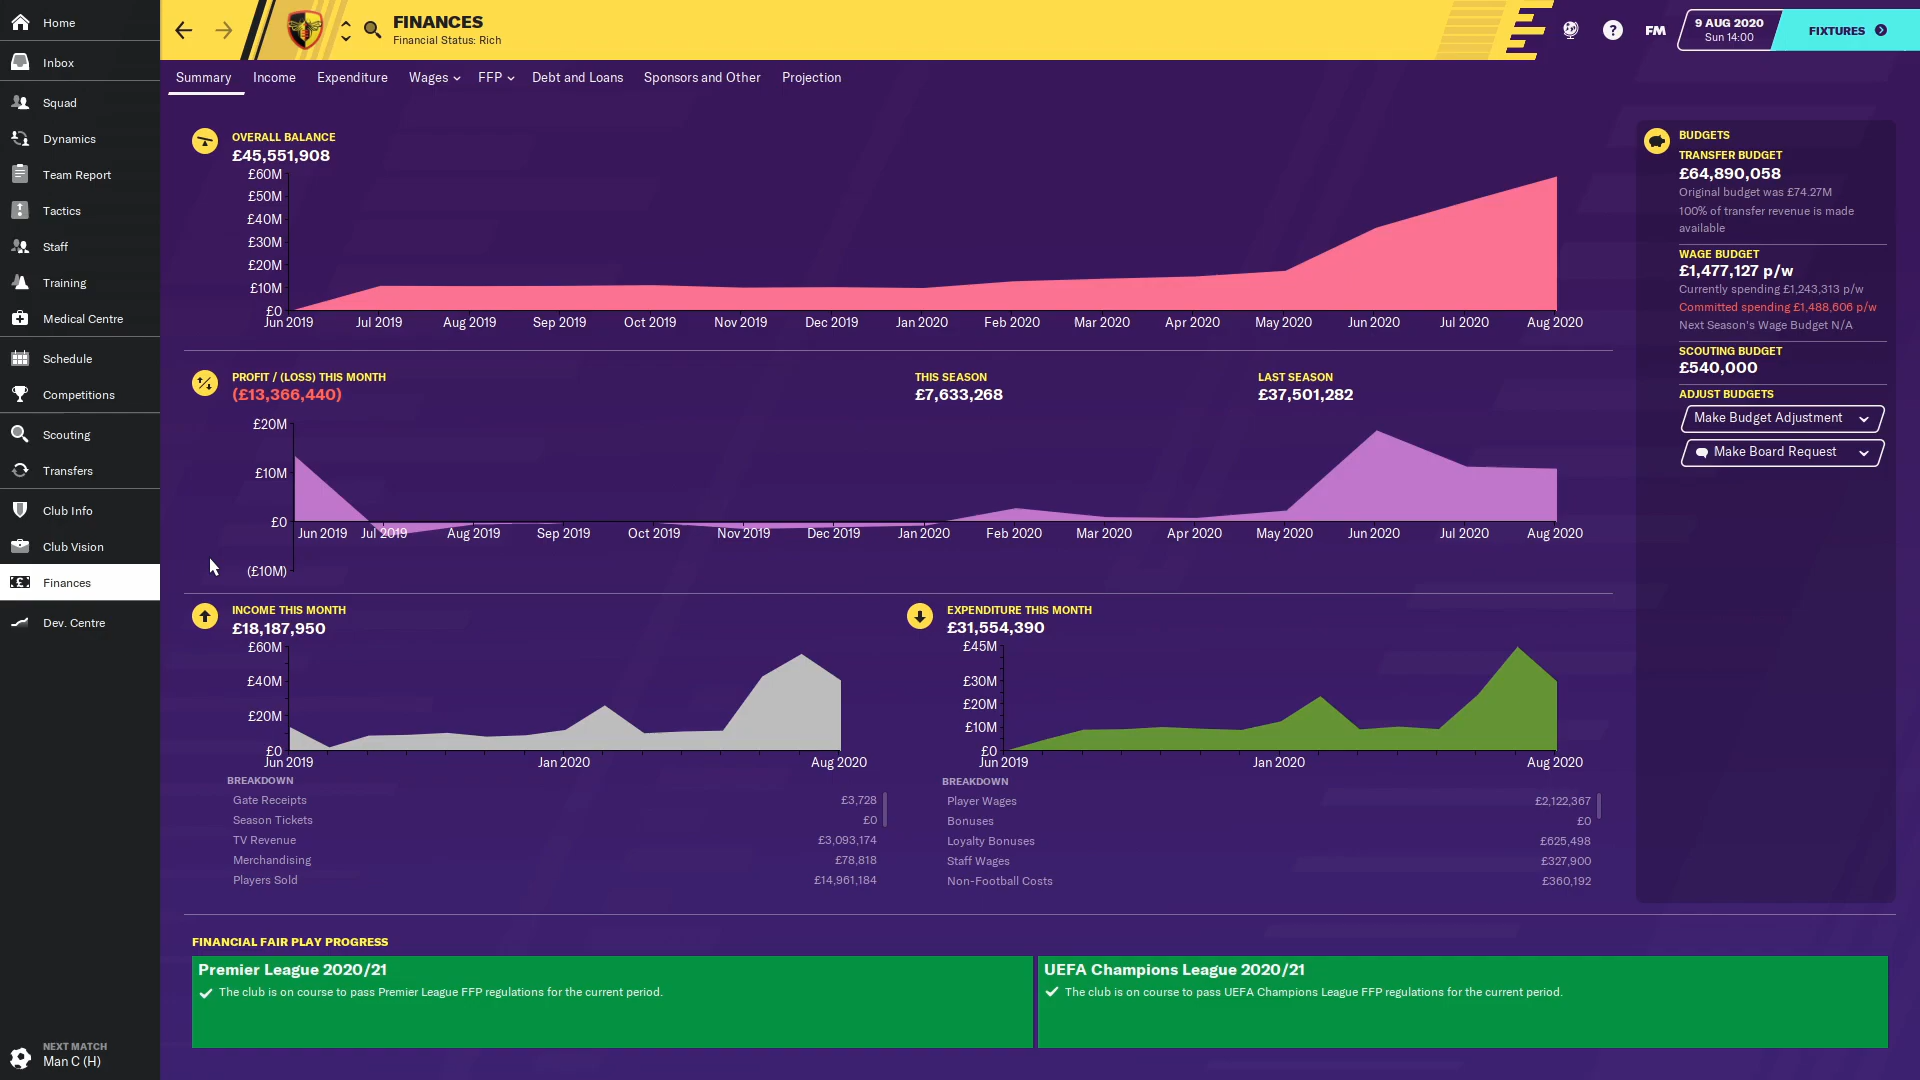 Home
Inbox
Squad
Dynamics
Team Report
Tactics
Staff
Training
Medical Centre
Schedule
Competitions
Scouting
Transfers
Club Info
Club Vision
Finances
Dev. Centre
NEXT MATCH
Man C (H)
FINANCES
Financial Status: Rich
?
FM
9 AUG 2020
Sun 14:00
FIXTURES
Summary Income Expenditure Wages FFP Debt and Loans Sponsors and Other Projection
OVERALL BALANCE
£45,551,908
£60M
£50M
£40M
£30M
£20M
£10M
£0
Jun 2019 Jul 2019 Aug 2019 Sep 2019 Oct 2019 Nov 2019 Dec 2019 Jan 2020 Feb 2020 Mar 2020 Apr 2020 May 2020 Jun 2020 Jul 2020 Aug 2020
PROFIT / (LOSS) THIS MONTH
(£13,366,440)
THIS SEASON
£7,633,268
LAST SEASON
£37,501,282
£20M
£10M
£0
(£10M)
Jun 2019 Jul 2019 Aug 2019 Sep 2019 Oct 2019 Nov 2019 Dec 2019 Jan 2020 Feb 2020 Mar 2020 Apr 2020 May 2020 Jun 2020 Jul 2020 Aug 2020
INCOME THIS MONTH
£18,187,950
£60M
£40M
£20M
£0
Jun 2019 Jan 2020 Aug 2020
BREAKDOWN
Gate Receipts £3,728
Season Tickets £0
TV Revenue £3,093,174
Merchandising £78,818
Players Sold £14,961,184
EXPENDITURE THIS MONTH
£31,554,390
£45M
£30M
£20M
£10M
£0
Jun 2019 Jan 2020 Aug 2020
BREAKDOWN
Player Wages £2,122,367
Bonuses £0
Loyalty Bonuses £625,498
Staff Wages £327,900
Non-Football Costs £360,192
BUDGETS
TRANSFER BUDGET
£64,890,058
Original budget was £74.27M
100% of transfer revenue is made
available
WAGE BUDGET
£1,477,127 p/w
Currently spending £1,243,313 p/w
Committed spending £1,488,606 p/w
Next Season's Wage Budget N/A
SCOUTING BUDGET
£540,000
ADJUST BUDGETS
Make Budget Adjustment
Make Board Request
FINANCIAL FAIR PLAY PROGRESS
Premier League 2020/21
The club is on course to pass Premier League FFP regulations for the current period.
UEFA Champions League 2020/21
The club is on course to pass UEFA Champions League FFP regulations for the current period.